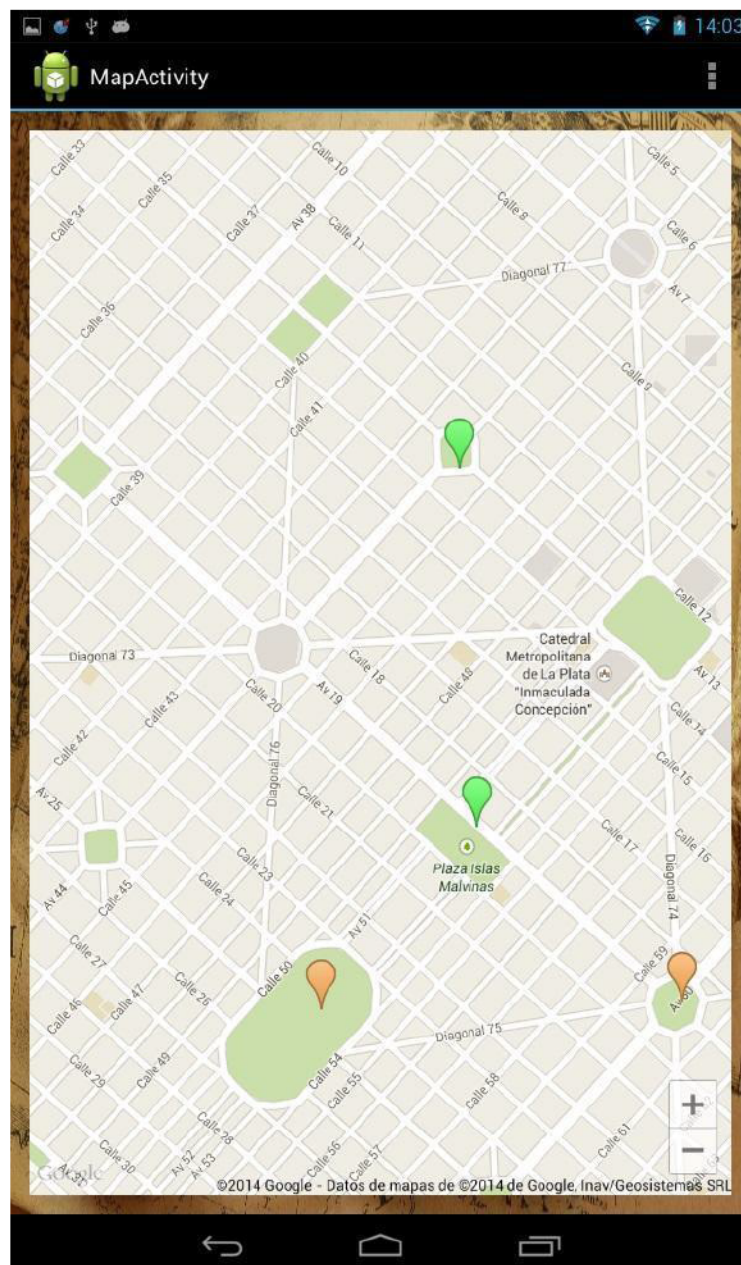 14:03
MapActivity
Calle 33
Calle 10
Calle 5
Calle 35
Calle 34
Calle 37
Av 38
Calle 8
Calle 11
Calle 6
Diagonal 77
Av 7
Calle 36
Calle 40
Calle 9
Calle 41
Calle 39
Calle 12
Catedral
Metropolitana
de La Plata
"Inmaculada
Concepción"
Diagonal 73
Calle 18
Calle 48
Av 13
Calle 20
Av 19
Calle 43
Calle 14
Calle 42
Diagonal 76
Calle 15
Av 25
Calle 21
Calle 17
Calle 16
Plaza Islas
Malvinas
Calle 23
Diagonal 74
Av 44
Calle 45
Calle 24
Av 51
Calle 59
Calle 27
Calle 50
Calle 26
Av 60
Calle 46
Calle 47
Diagonal 75
Calle 49
Calle 54
Calle 29
Calle 55
Calle 58
+
Calle 28
Calle 61
−
Calle 56
Calle 57
Av 52
Av 53
Calle 30
Av 31
Google
©2014 Google - Datos de mapas de ©2014 de Google, Inav/Geosistemas SRL